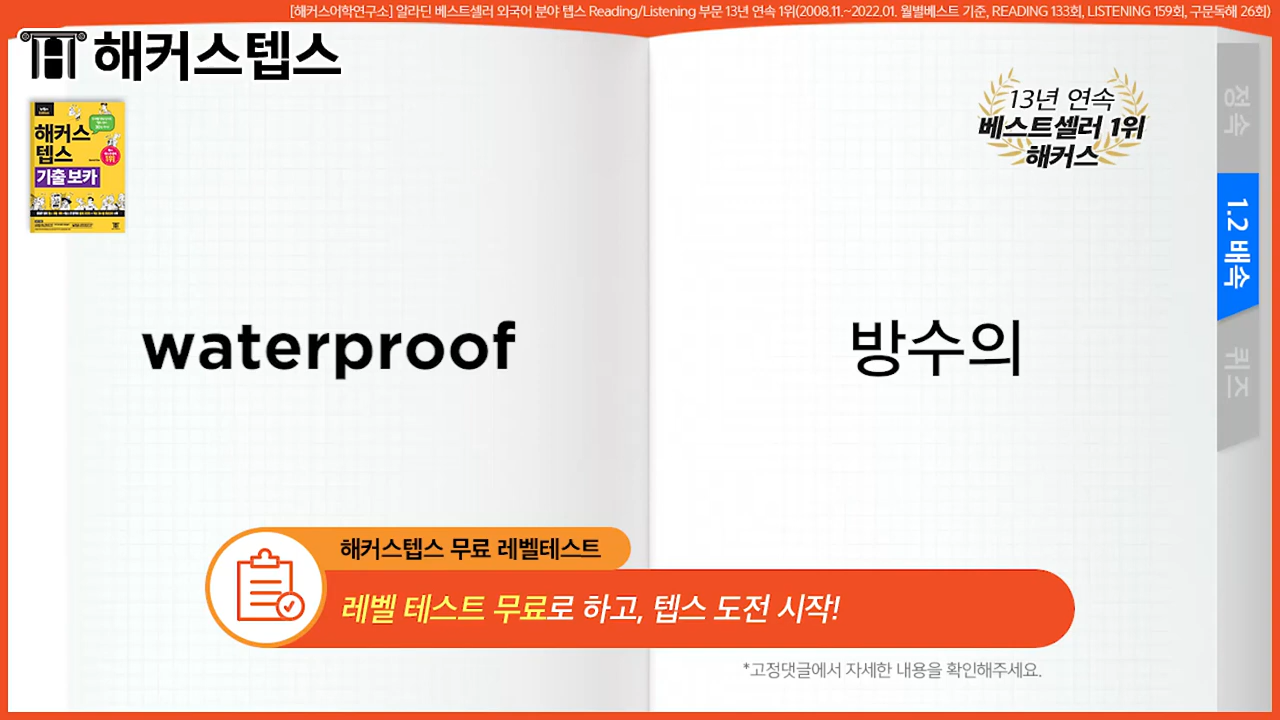 [해커스어학연구소] 알라딘 베스트셀러 외국어 분야 텝스 Reading/Listening 부문 13년 연속 1위(2008.11.~2022.01. 월별베스트 기준, READING 133회, LISTENING 159회, 구문독해 26회)
해커스텝스
해커스
텝스
기출 보카
13년 연속
베스트셀러 1위
해커스
정속
1.2 배속
퀴즈
waterproof
방수의
해커스텝스 무료 레벨테스트
레벨 테스트 무료로 하고, 텝스 도전 시작!
*고정댓글에서 자세한 내용을 확인해주세요.